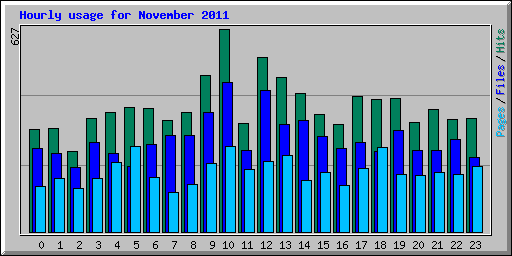 Hourly usage for November 2011
627
Pages / Files / Hits
0 1 2 3 4 5 6 7 8 9 10 11 12 13 14 15 16 17 18 19 20 21 22 23